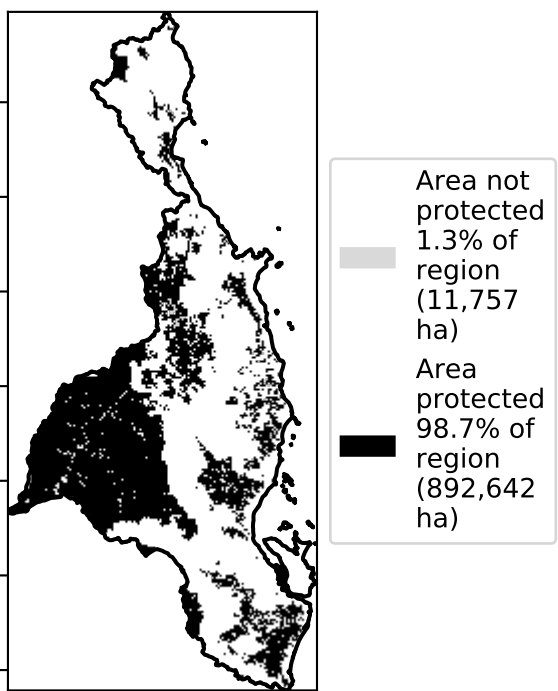 Area not
protected
1.3% of
region
(11,757
ha)
Area
protected
98.7% of
region
(892,642
ha)